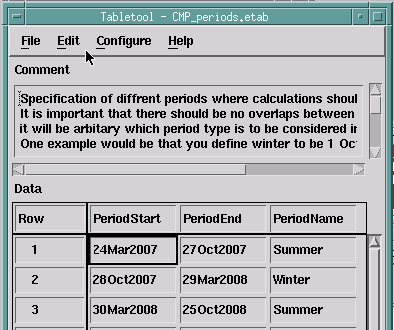 Tabletool - CMP_periods.etab
File Edit Configure Help
Comment
Specification of diffrent periods where calculations shoul
It is important that there should be no overlaps between
it will be arbitary which period type is to be considered ir
One example would be that you define winter to be 1 Oct
Data
Row PeriodStart PeriodEnd PeriodName
1 24Mar2007 27Oct2007 Summer
2 28Oct2007 29Mar2008 Winter
3 30Mar2008 25Oct2008 Summer